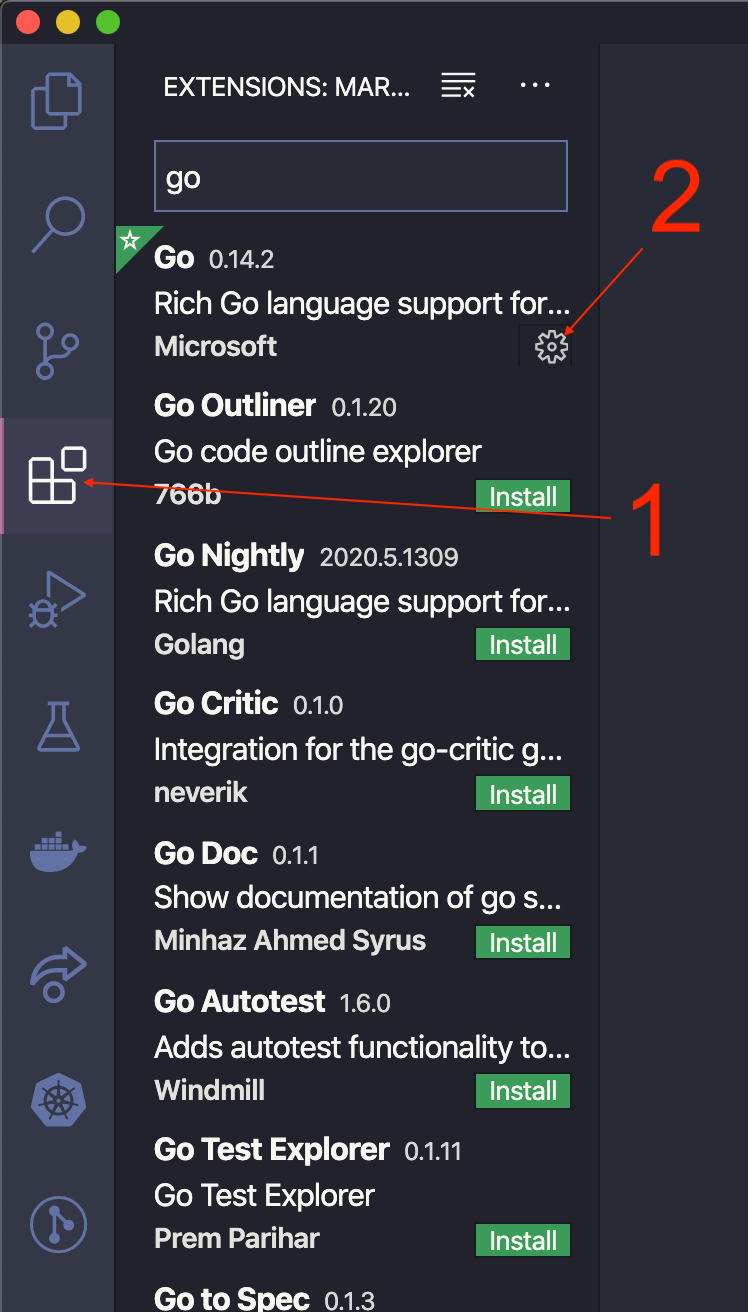 EXTENSIONS: MAR...
go
2
Go 0.14.2
Rich Go language support for...
Microsoft
Go Outliner 0.1.20
Go code outline explorer
766b Install
1
Go Nightly 2020.5.1309
Rich Go language support for...
Golang Install
Go Critic 0.1.0
Integration for the go-critic g...
neverik Install
Go Doc 0.1.1
Show documentation of go s...
Minhaz Ahmed Syrus Install
Go Autotest 1.6.0
Adds autotest functionality to...
Windmill Install
Go Test Explorer 0.1.11
Go Test Explorer
Prem Parihar Install
Go to Spec 0.1.3